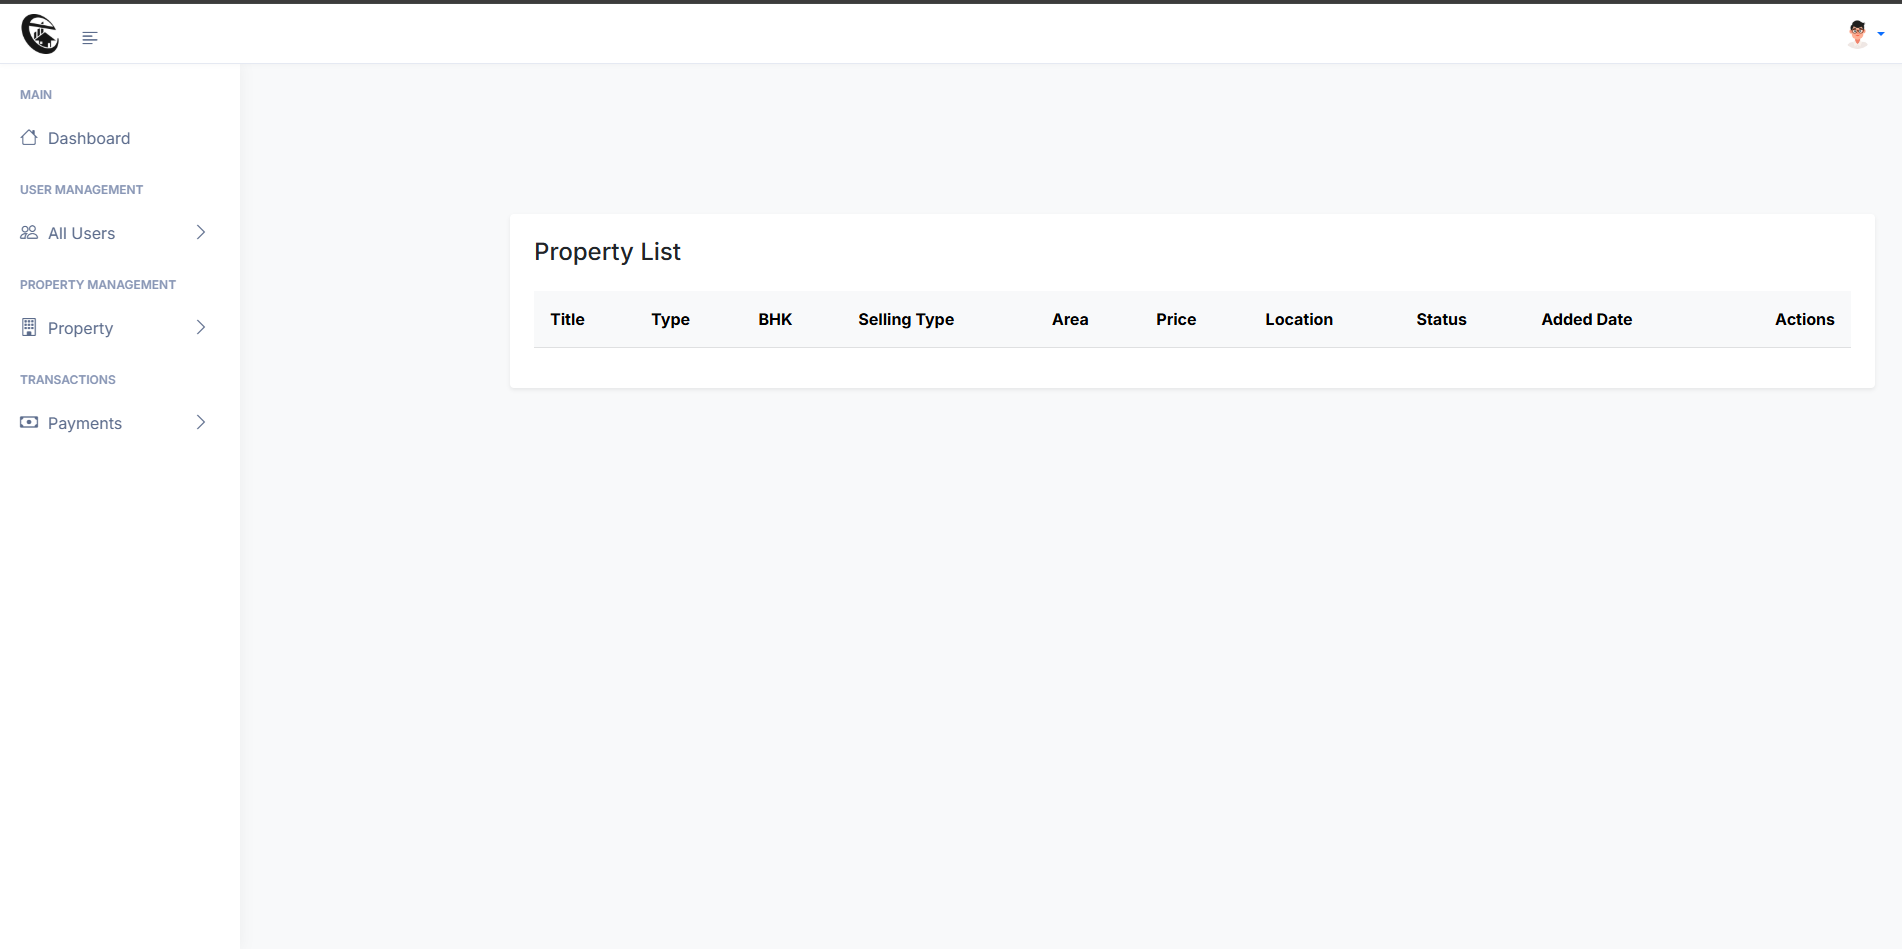 MAIN
Dashboard
USER MANAGEMENT
All Users
PROPERTY MANAGEMENT
Property
TRANSACTIONS
Payments
Property List
Title Type BHK Selling Type Area Price Location Status Added Date Actions